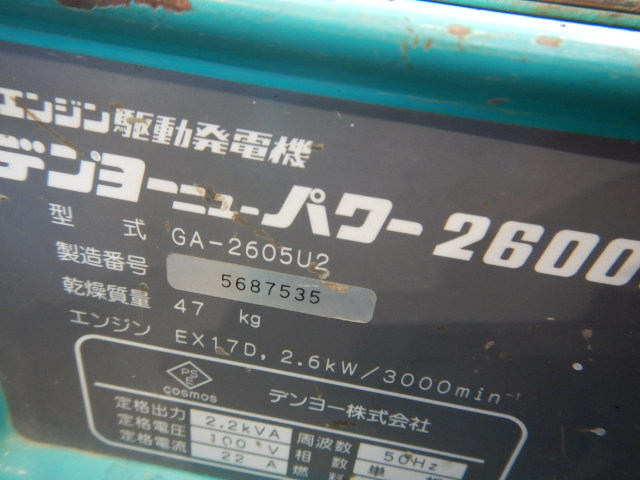 エンジン駆動発電機
デンヨーニューパワー2600
型 式 GA-2605U2
製造番号 5687535
乾燥質量 47 kg
エンジン EX17D, 2.6kW/3000min⁻¹
PS
E
cosmos
デンヨー株式会社
定格出力 2.2kVA 周波数 50Hz
定格電圧 100 V 相 数 単
定格電流 22 A 燃